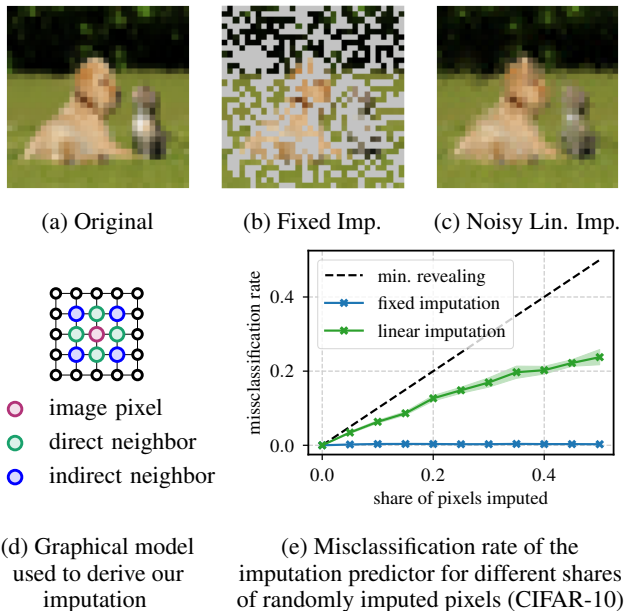 (a) Original
(b) Fixed Imp.
(c) Noisy Lin. Imp.
image pixel
direct neighbor
indirect neighbor
(d) Graphical model
used to derive our
imputation
missclassification rate
0.4
0.2
0.0
min. revealing
fixed imputation
linear imputation
0.0
0.2
0.4
share of pixels imputed
(e) Misclassification rate of the
imputation predictor for different shares
of randomly imputed pixels (CIFAR-10)